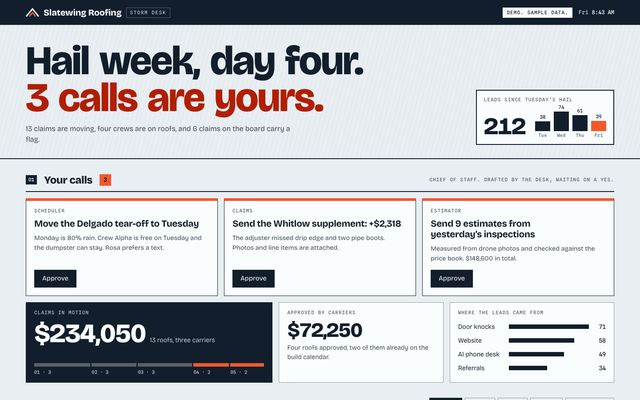 Slatewing Roofing
STORM DESK
DEMO. SAMPLE DATA.
Fri 8:43 AM
Hail week, day four.
3 calls are yours.
13 claims are moving, four crews are on roofs, and 6 claims on the board carry a
flag.
LEADS SINCE TUESDAY'S HAIL
212
38
74
61
39
Tue
Wed
Thu
Fri
01
Your calls
3
CHIEF OF STAFF. DRAFTED BY THE DESK, WAITING ON A YES.
SCHEDULER
Move the Delgado tear-off to Tuesday
Monday is 80% rain. Crew Alpha is free on Tuesday and
the dumpster can stay. Rosa prefers a text.
Approve
CLAIMS
Send the Whitlow supplement: +$2,318
The adjuster missed drip edge and two pipe boots.
Photos and line items are attached.
Approve
ESTIMATOR
Send 9 estimates from
yesterday's inspections
Measured from drone photos and checked against the
price book. $148,600 in total.
Approve
CLAIMS IN MOTION
$234,050
13 roofs, three carriers
01 · 3
02 · 3
03 · 3
04 · 2
05 · 2
APPROVED BY CARRIERS
$72,250
Four roofs approved, two of them already on the
build calendar.
WHERE THE LEADS CAME FROM
Door knocks 71
Website 58
AI phone desk 49
Referrals 34